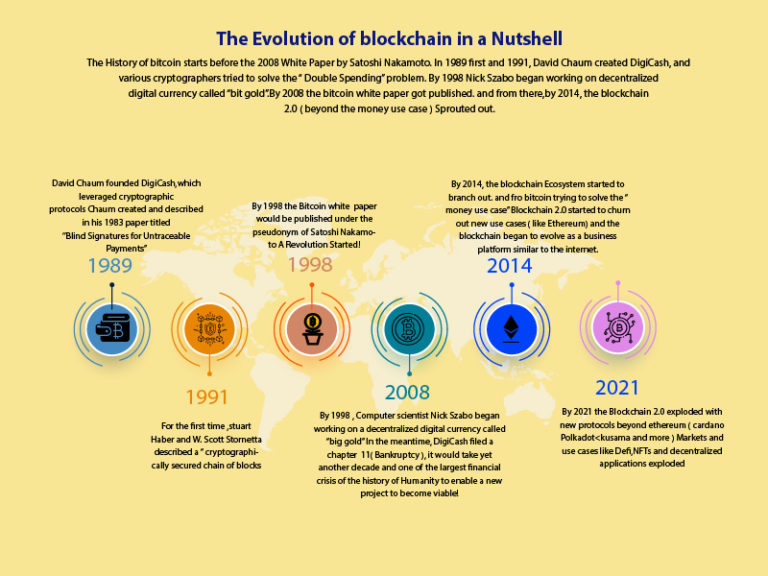 The Evolution of blockchain in a Nutshell
The History of bitcoin starts before the 2008 White Paper by Satoshi Nakamoto. In 1989 first and 1991, David Chaum created DigiCash, and
various cryptographers tried to solve the “ Double Spending” problem. By 1998 Nick Szabo began working on decentralized
digital currency called “bit gold”.By 2008 the bitcoin white paper got published. and from there,by 2014, the blockchain
2.0 ( beyond the money use case ) Sprouted out.
David Chaum founded DigiCash,which
leveraged cryptographic
protocols Chaum created and described
in his 1983 paper titled
“Blind Signatures for Untraceable
Payments”
1989
1991
For the first time ,stuart
Haber and W. Scott Stornetta
described a “ cryptographi-
cally secured chain of blocks
By 1998 the Bitcoin white paper
would be published under the
pseudonym of Satoshi Nakamo-
to A Revolution Started!
1998
2008
By 1998 , Computer scientist Nick Szabo began
working on a decentralized digital currency called
“big gold” In the meantime, DigiCash filed a
chapter 11( Bankruptcy ), it would take yet
another decade and one of the largest financial
crisis of the history of Humanity to enable a new
project to become viable!
By 2014, the blockchain Ecosystem started to
branch out. and fro bitcoin trying to solve the “
money use case” Blockchain 2.0 started to churn
out new use cases ( like Ethereum) and the
blockchain began to evolve as a business
platform similar to the internet.
2014
2021
By 2021 the Blockchain 2.0 exploded with
new protocols beyond ethereum ( cardano
Polkadot<kusama and more ) Markets and
use cases like Defi,NFTs and decentralized
applications exploded